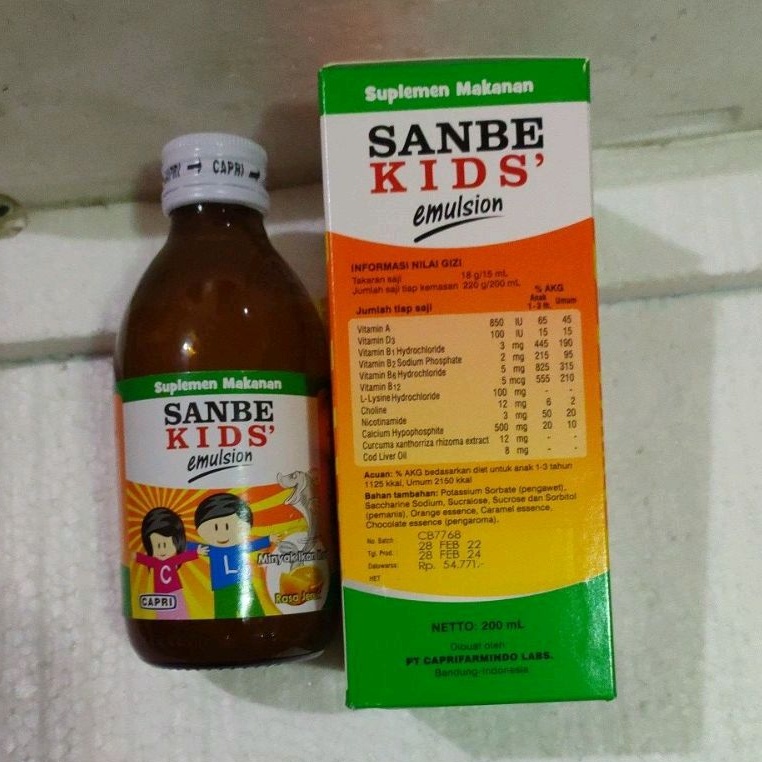 CAPRI → CAPRI →
Suplemen Makanan
SANBE
KIDS'
emulsion
C
L
Minyak Ikan
Rasa
CAPRI
Suplemen Makanan
SANBE
KIDS'
emulsion
INFORMASI NILAI GIZI
Takaran saji 18 g/15 mL
Jumlah saji tiap kemasan 220 g/200 mL
% AKG
Jumlah tiap saji Anak 1-3 th. Umum
Vitamin A 850 IU 65 45
Vitamin D3 100 IU 15 15
Vitamin B1 Hydrochloride 3 mg 445 190
Vitamin B2 Sodium Phosphate 2 mg 215 95
Vitamin B6 Hydrochloride 5 mg 825 315
Vitamin B12 5 mcg 555 210
L-Lysine Hydrochloride 100 mg - -
Choline 12 mg 6 2
Nicotinamide 3 mg 50 20
Calcium Hypophosphite 500 mg 20 10
Curcuma xanthorriza rhizoma extract 12 mg - -
Cod Liver Oil 8 mg - -
Acuan: % AKG bedasarkan diet untuk anak 1-3 tahun
1125 kkal, Umum 2150 kkal
Bahan tambahan: Potassium Sorbate (pengawet),
Saccharine Sodium, Sucralose, Sucrose dan Sorbitol
(pemanis), Orange essence, Caramel essence,
Chocolate essence (pengaroma).
No. Batch CB7768
Tgl. Prod. 28 FEB 22
Daluwarsa 28 FEB 24
HET Rp. 54.771.-
NETTO: 200 mL
Dibuat oleh:
PT CAPRIFARMINDO LABS.
Bandung-Indonesia